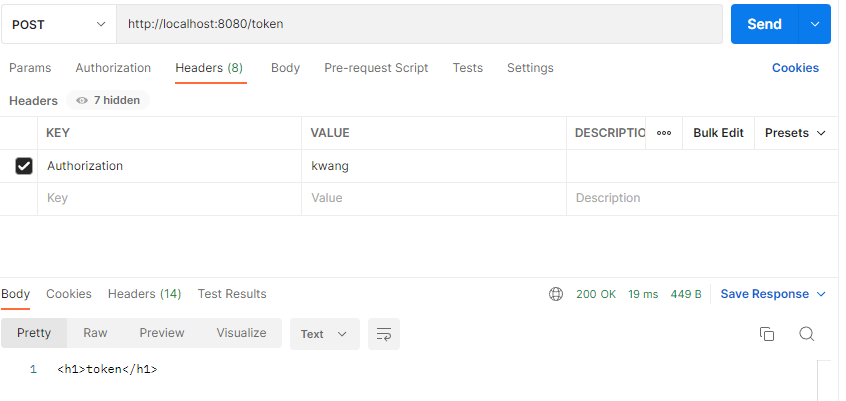 POST http://localhost:8080/token Send
Params Authorization Headers (8) Body Pre-request Script Tests Settings Cookies
Headers 7 hidden
KEY VALUE DESCRIPTIO ooo Bulk Edit Presets
Authorization kwang
Key Value Description
Body Cookies Headers (14) Test Results 200 OK 19 ms 449 B Save Response
Pretty Raw Preview Visualize Text
1 <h1>token</h1>